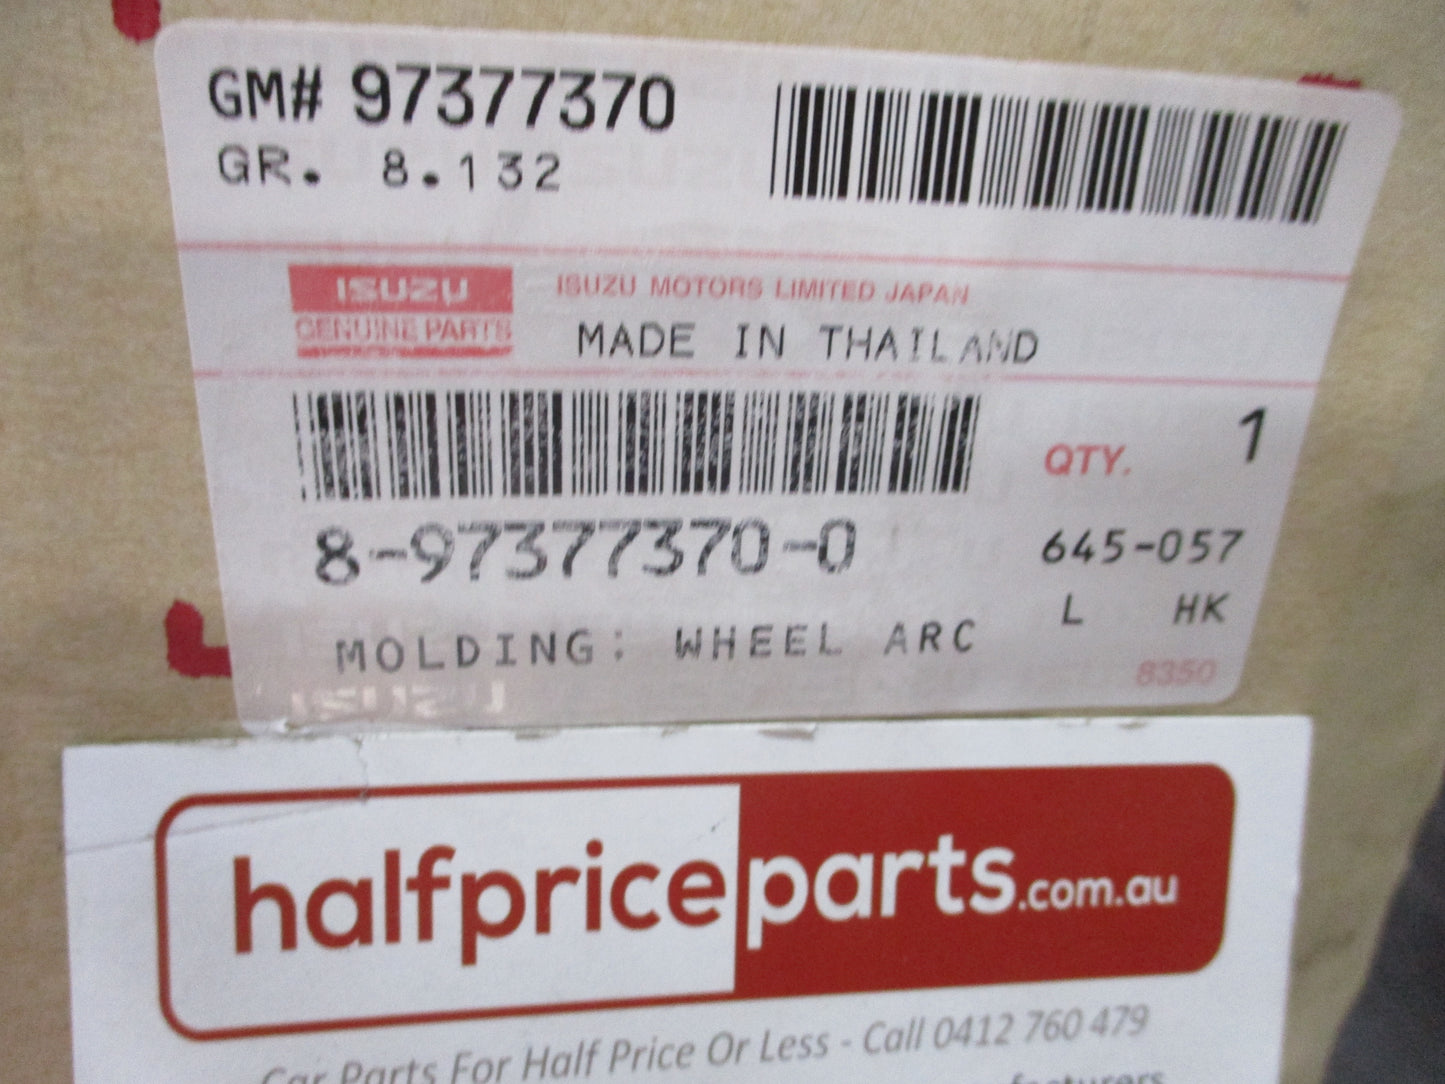 GM# 97377370
GR. 8.132
ISUZU
GENUINE PARTS
ISUZU MOTORS LIMITED JAPAN
MADE IN THAILAND
QTY. 1
8-97377370-0
645-057
L HK
MOLDING: WHEEL ARC
8350
ISUZU
halfpriceparts.com.au
Car Parts For Half Price Or Less - Call 0412 760 479